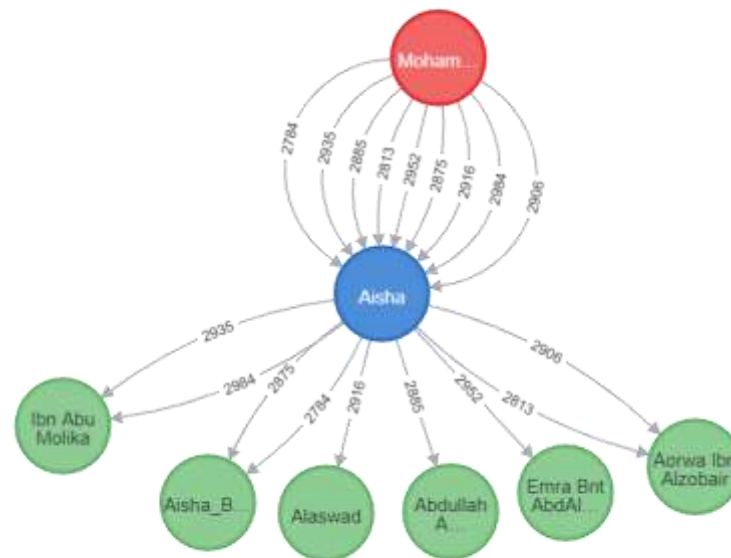 Moham...
2784
2935
2885
2813
2952
2875
2916
2984
2906
Aisha
2935
2984
2875
2784
2916
2885
2952
2813
2906
Ibn Abu
Molika
Aisha_B...
Alaswad
Abdullah
A...
Emra Bnt
AbdAl...
Aorwa Ibn
Alzobair